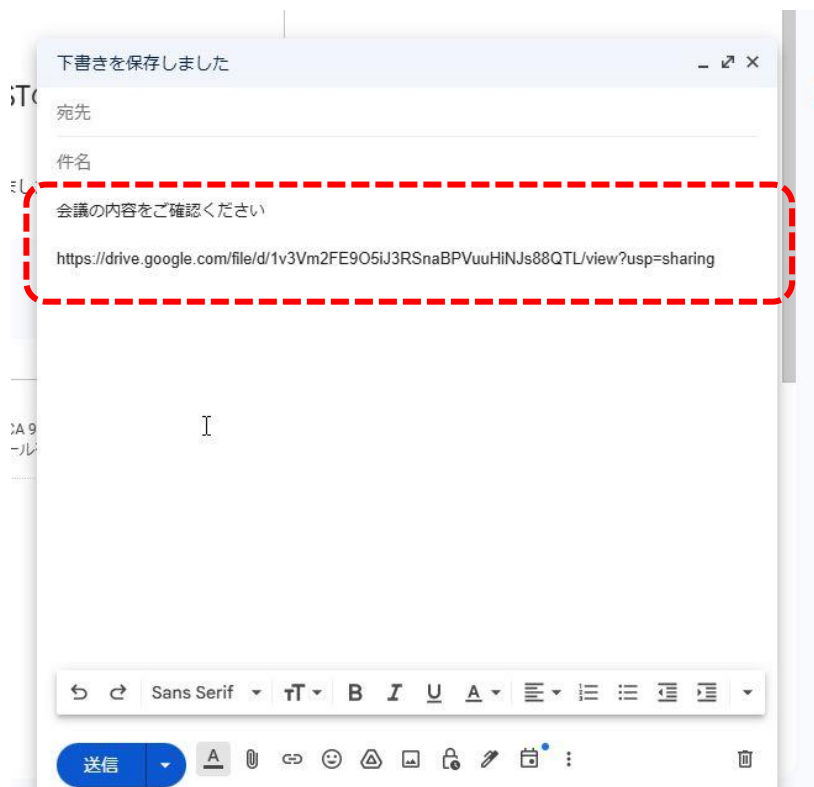 下書きを保存しました
宛先
件名
会議の内容をご確認ください
https://drive.google.com/file/d/1v3Vm2FE9O5iJ3RSnaBPVuuHiNJs88QTL/view?usp=sharing
Sans Serif
送信